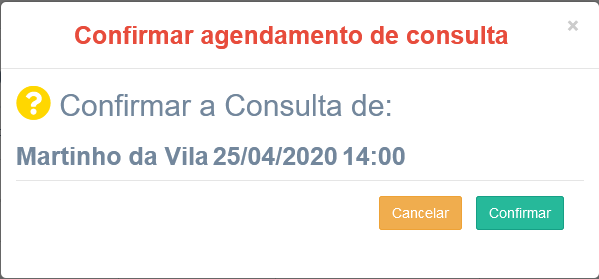 Confirmar agendamento de consulta
×
? Confirmar a Consulta de:
Martinho da Vila 25/04/2020 14:00
Cancelar Confirmar